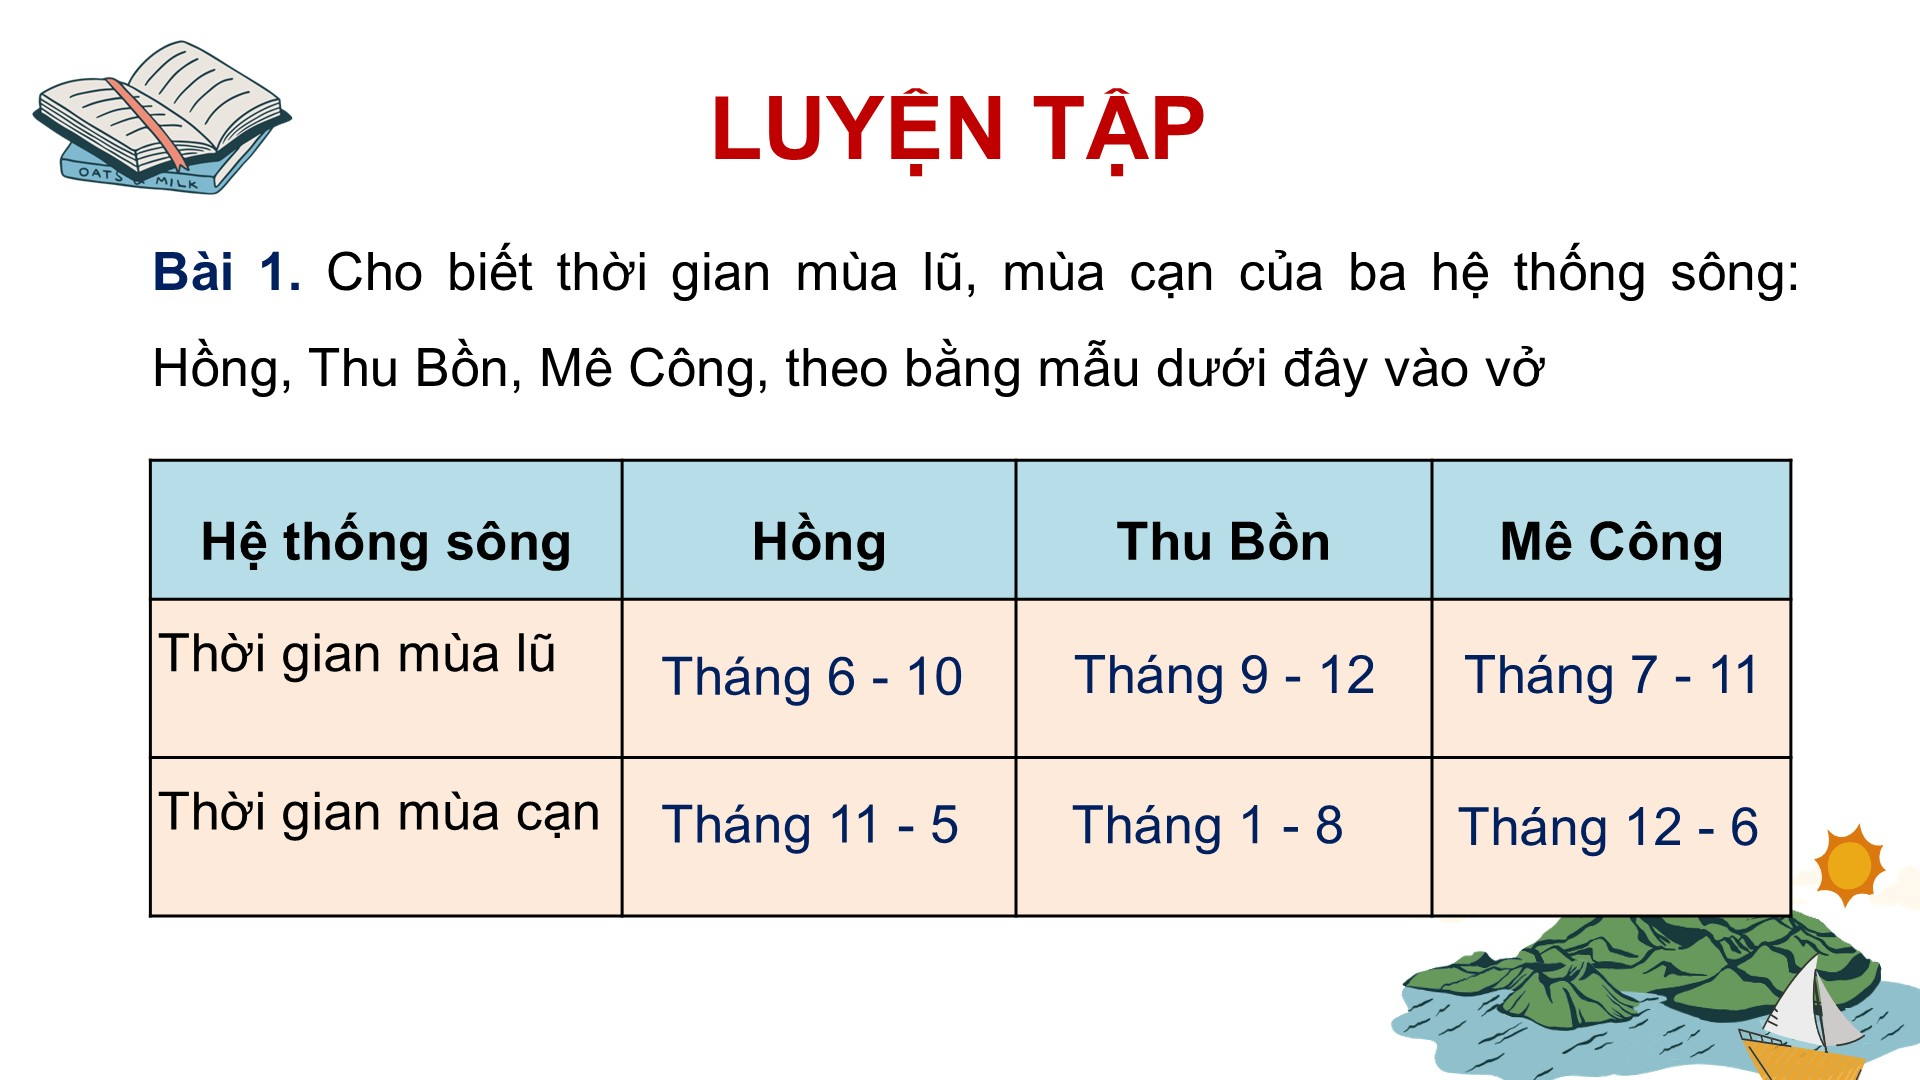 OATS & MILK
LUYỆN TẬP
Bài 1. Cho biết thời gian mùa lũ, mùa cạn của ba hệ thống sông:
Hồng, Thu Bồn, Mê Công, theo bằng mẫu dưới đây vào vở
Hệ thống sông Hồng Thu Bồn Mê Công
Thời gian mùa lũ Tháng 6 - 10 Tháng 9 - 12 Tháng 7 - 11
Thời gian mùa cạn Tháng 11 - 5 Tháng 1 - 8 Tháng 12 - 6